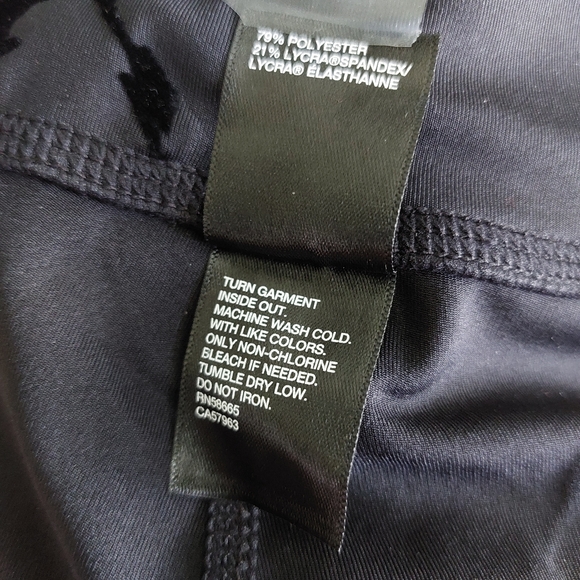 79% POLYESTER
21% LYCRA®SPANDEX/
LYCRA® ÉLASTHANNE
TURN GARMENT
INSIDE OUT.
MACHINE WASH COLD.
WITH LIKE COLORS.
ONLY NON-CHLORINE
BLEACH IF NEEDED.
TUMBLE DRY LOW.
DO NOT IRON.
RN58665
CA57963